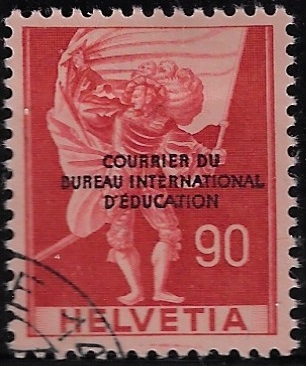 COURRIER DU
BUREAU INTERNATIONAL
D'ÉDUCATION
90
HELVETIA